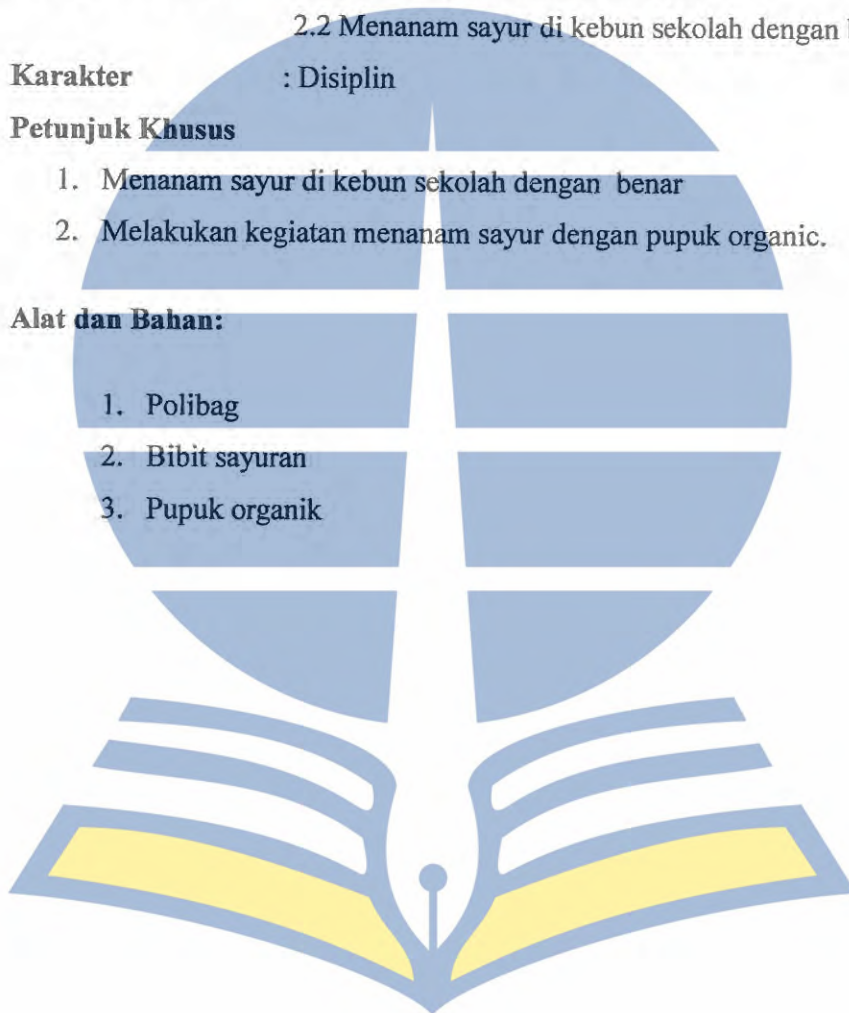 2.2 Menanam sayur di kebun sekolah dengan
Karakter : Disiplin
Petunjuk Khusus
1. Menanam sayur di kebun sekolah dengan benar
2. Melakukan kegiatan menanam sayur dengan pupuk organic.
Alat dan Bahan:
1. Polibag
2. Bibit sayuran
3. Pupuk organik